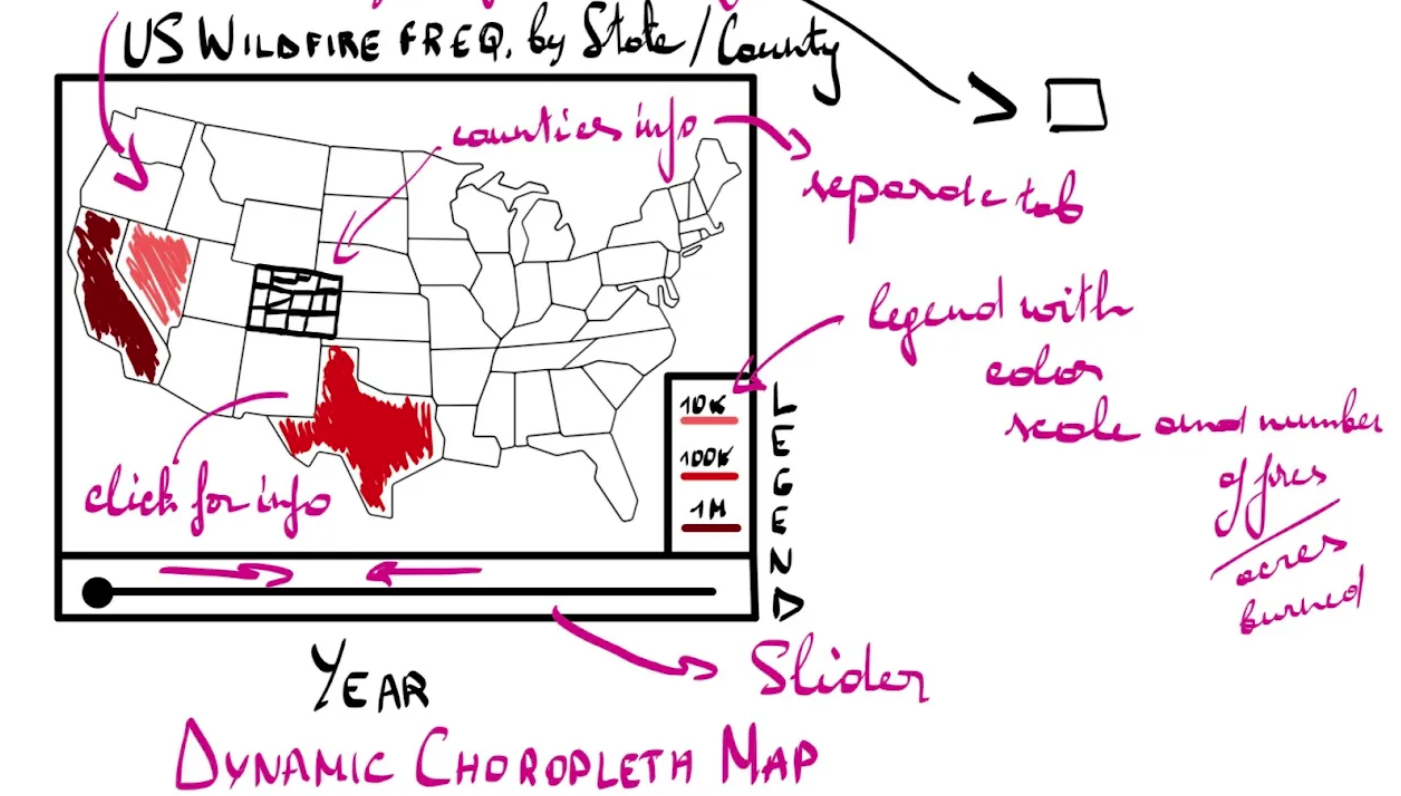 US WILDFIRE FREQ. by State/County
counties info
separate tab
legend with
color
scale and number
of fires
acres
burned
10K
100K
1M
LEGEND
click for info
YEAR
Slider
DYNAMIC CHOROPLETH MAP